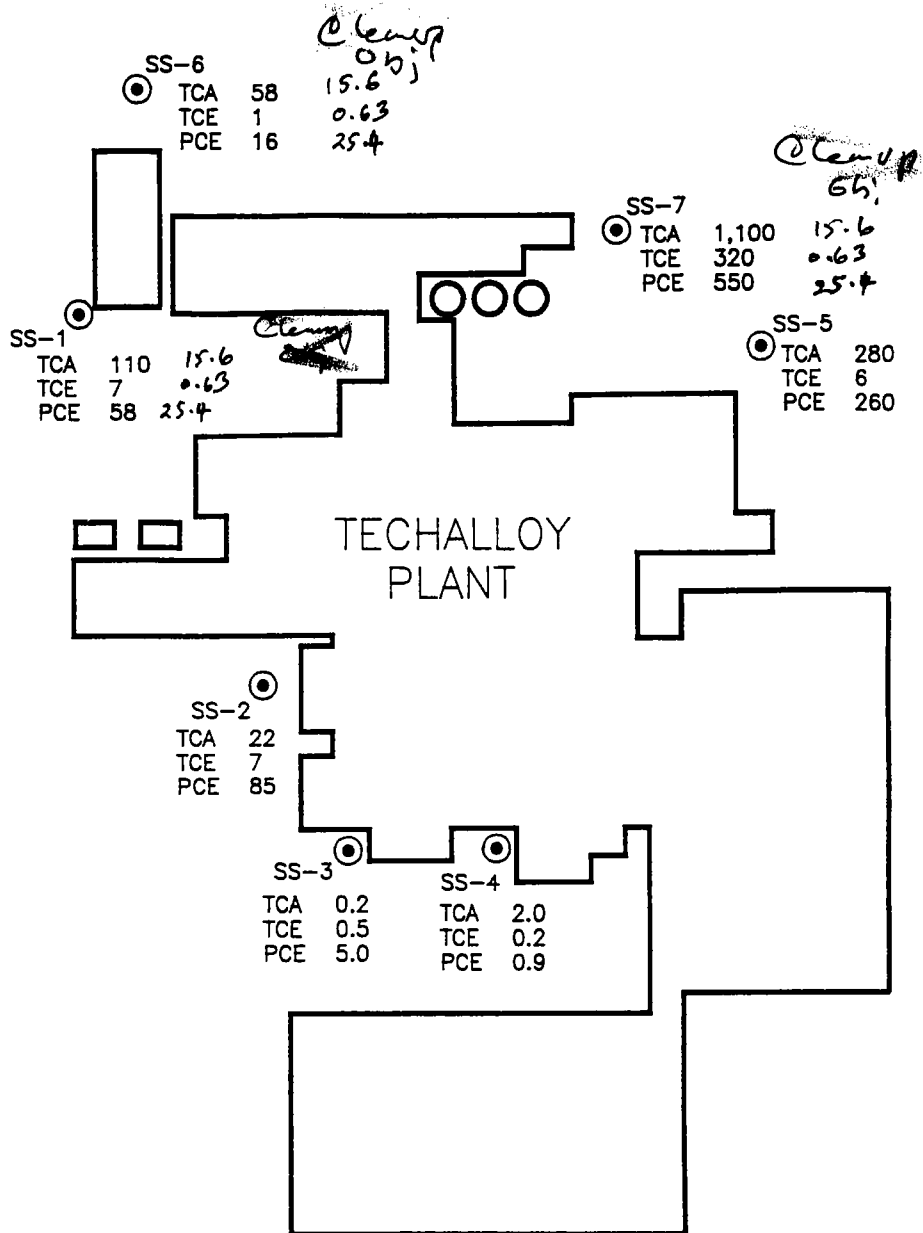 Cleanup
Obj
SS-6
TCA 58 15.6
TCE 1 0.63
PCE 16 25.4
Cleanup
Obj,
SS-7
TCA 1,100 15.6
TCE 320 0.63
PCE 550 25.4
SS-1
TCA 110 15.6
TCE 7 0.63
PCE 58 25.4
Cleanup
SS-5
TCA 280
TCE 6
PCE 260
TECHALLOY
PLANT
SS-2
TCA 22
TCE 7
PCE 85
SS-3
TCA 0.2
TCE 0.5
PCE 5.0
SS-4
TCA 2.0
TCE 0.2
PCE 0.9